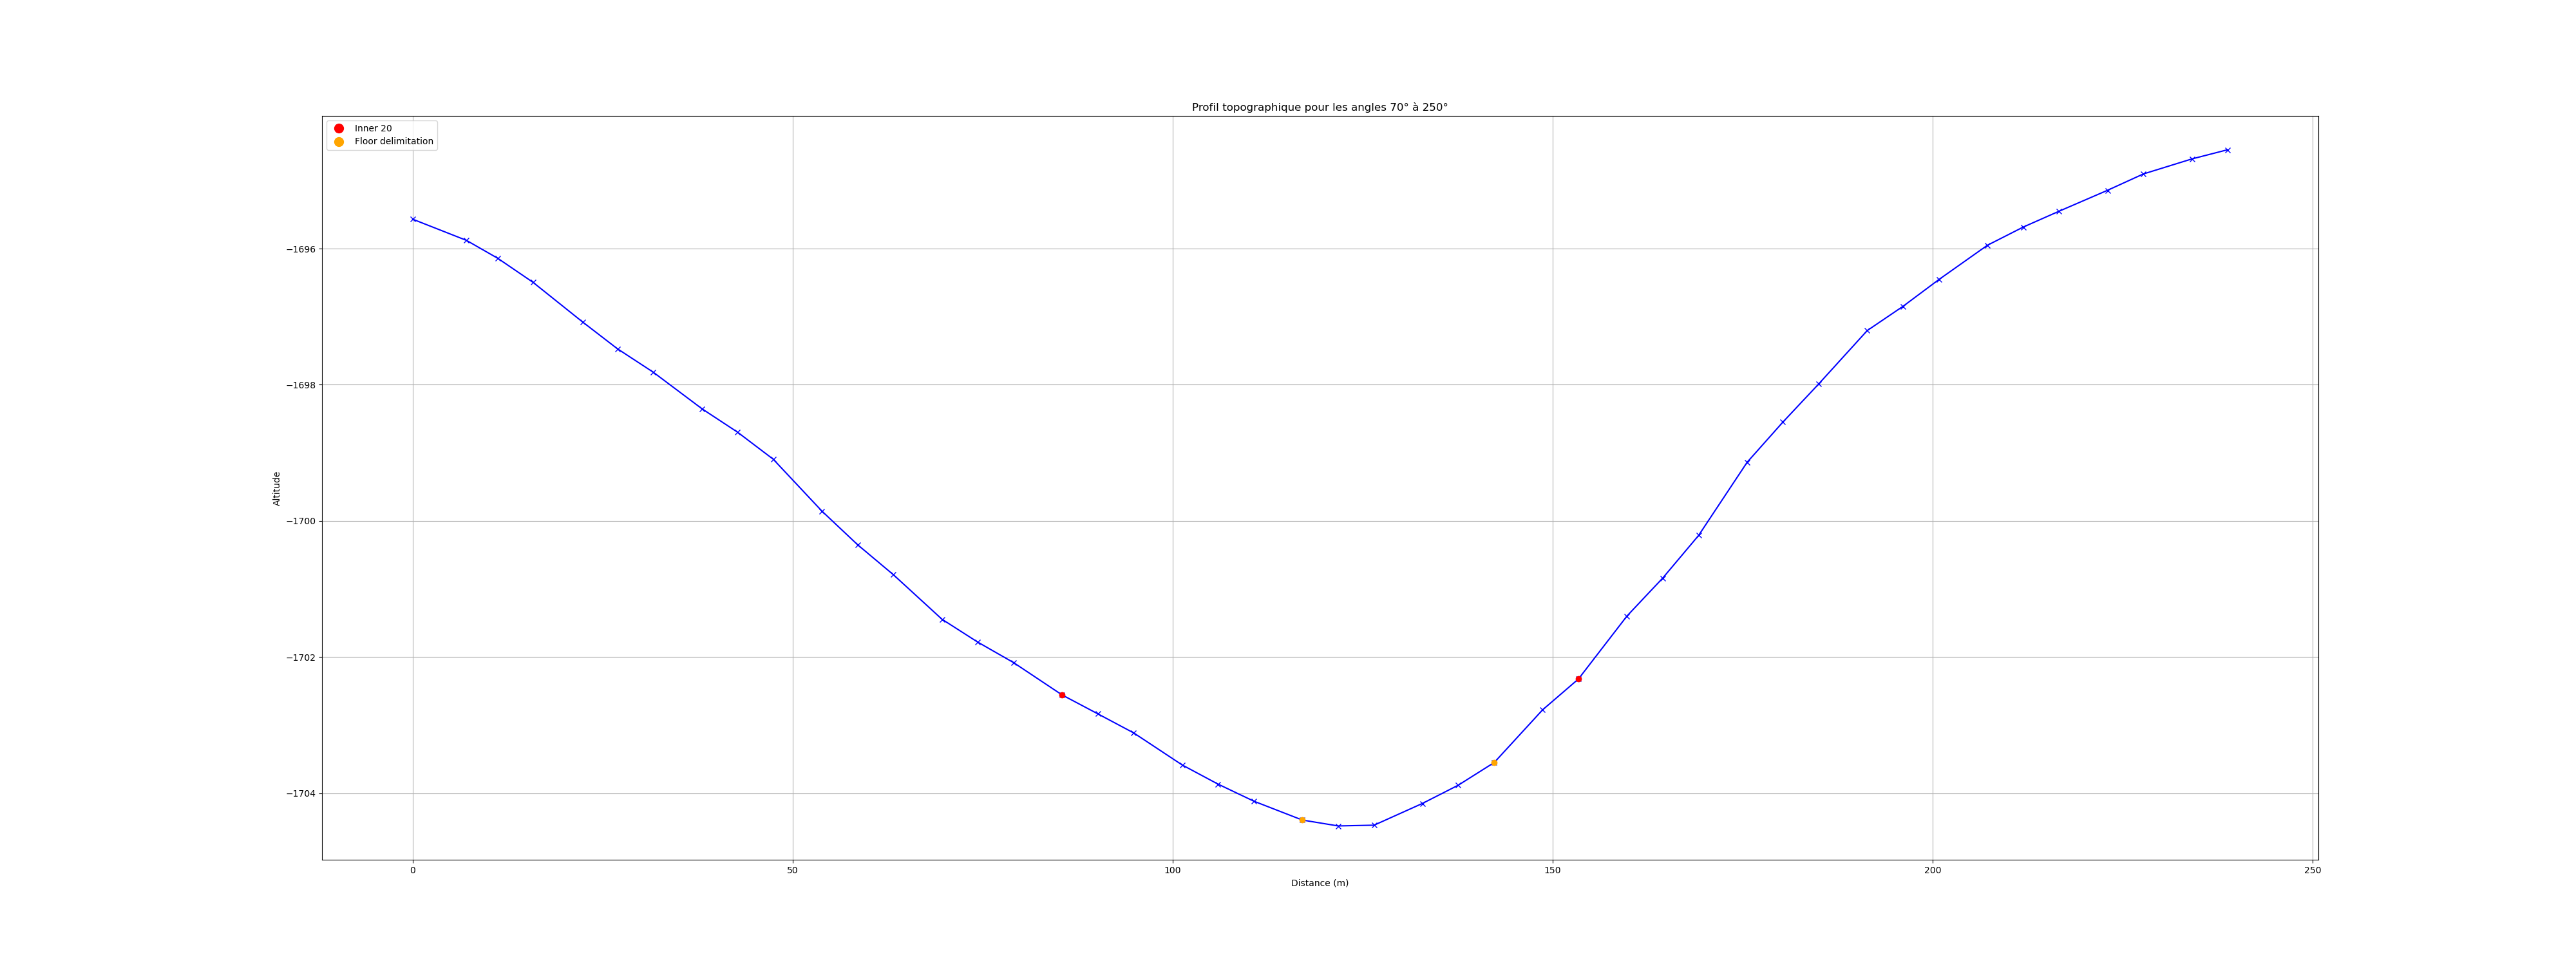 Profil topographique pour les angles 70° à 250°
Inner 20
Floor delimitation
Altitude
−1696
−1698
−1700
−1702
−1704
0 50 100 150 200 250
Distance (m)